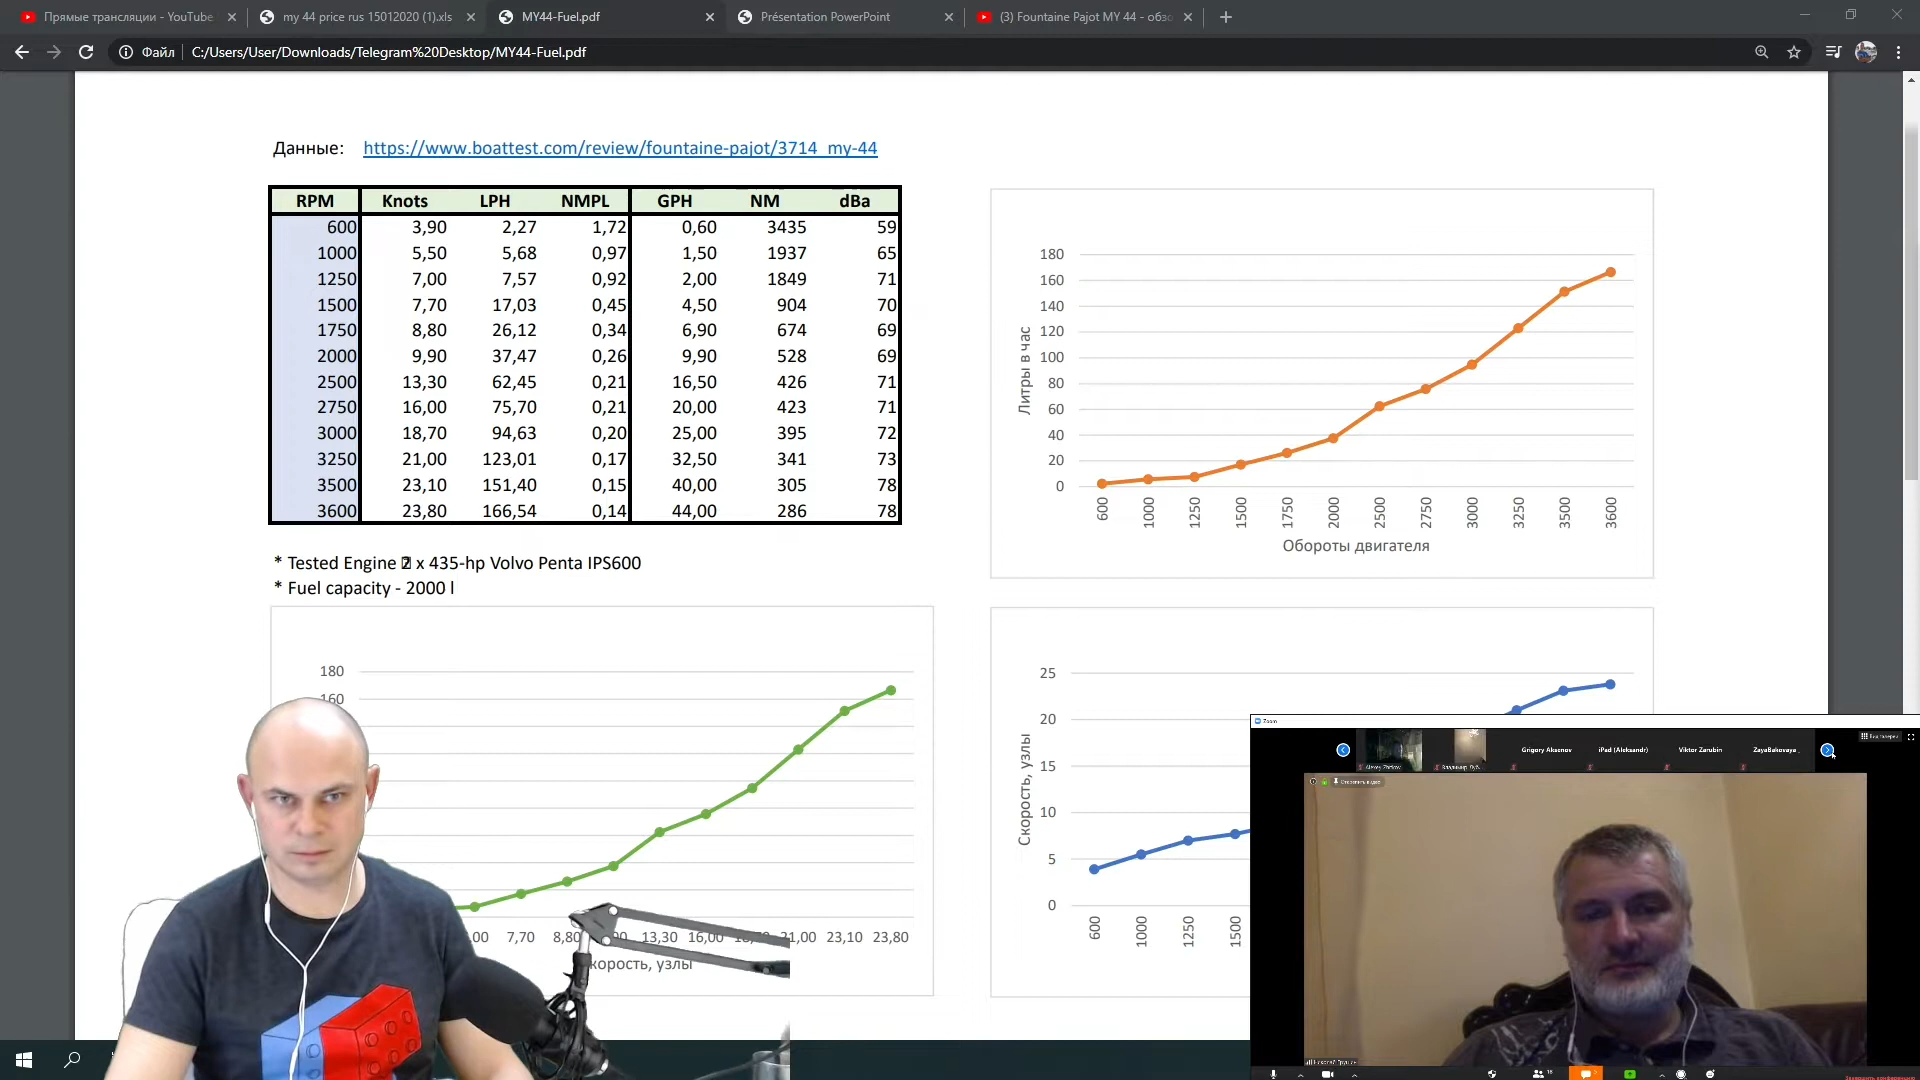 Прямые трансляции - YouTube
my 44 price rus 15012020 (1).xls
MY44-Fuel.pdf
Présentation PowerPoint
(3) Fountaine Pajot MY 44 - обзо
Файл
C:/Users/User/Downloads/Telegram%20Desktop/MY44-Fuel.pdf
Данные: https://www.boattest.com/review/fountaine-pajot/3714_my-44
RPM Knots LPH NMPL GPH NM dBa
600 3,90 2,27 1,72 0,60 3435 59
1000 5,50 5,68 0,97 1,50 1937 65
1250 7,00 7,57 0,92 2,00 1849 71
1500 7,70 17,03 0,45 4,50 904 70
1750 8,80 26,12 0,34 6,90 674 69
2000 9,90 37,47 0,26 9,90 528 69
2500 13,30 62,45 0,21 16,50 426 71
2750 16,00 75,70 0,21 20,00 423 71
3000 18,70 94,63 0,20 25,00 395 72
3250 21,00 123,01 0,17 32,50 341 73
3500 23,10 151,40 0,15 40,00 305 78
3600 23,80 166,54 0,14 44,00 286 78
* Tested Engine 2 x 435-hp Volvo Penta IPS600
* Fuel capacity - 2000 l
Литры в час
180
160
140
120
100
80
60
40
20
0
600 1000 1250 1500 1750 2000 2500 2750 3000 3250 3500 3600
Обороты двигателя
180
160
7,70 8,80 13,30 16,00 21,00 23,10 23,80
корость, узлы
Скорость, узлы
25
20
15
10
5
0
600 1000 1250 1500
Zoom
Grigory Aksenov
iPad (Aleksandr)
Viktor Zarubin
ZayaBakovaya